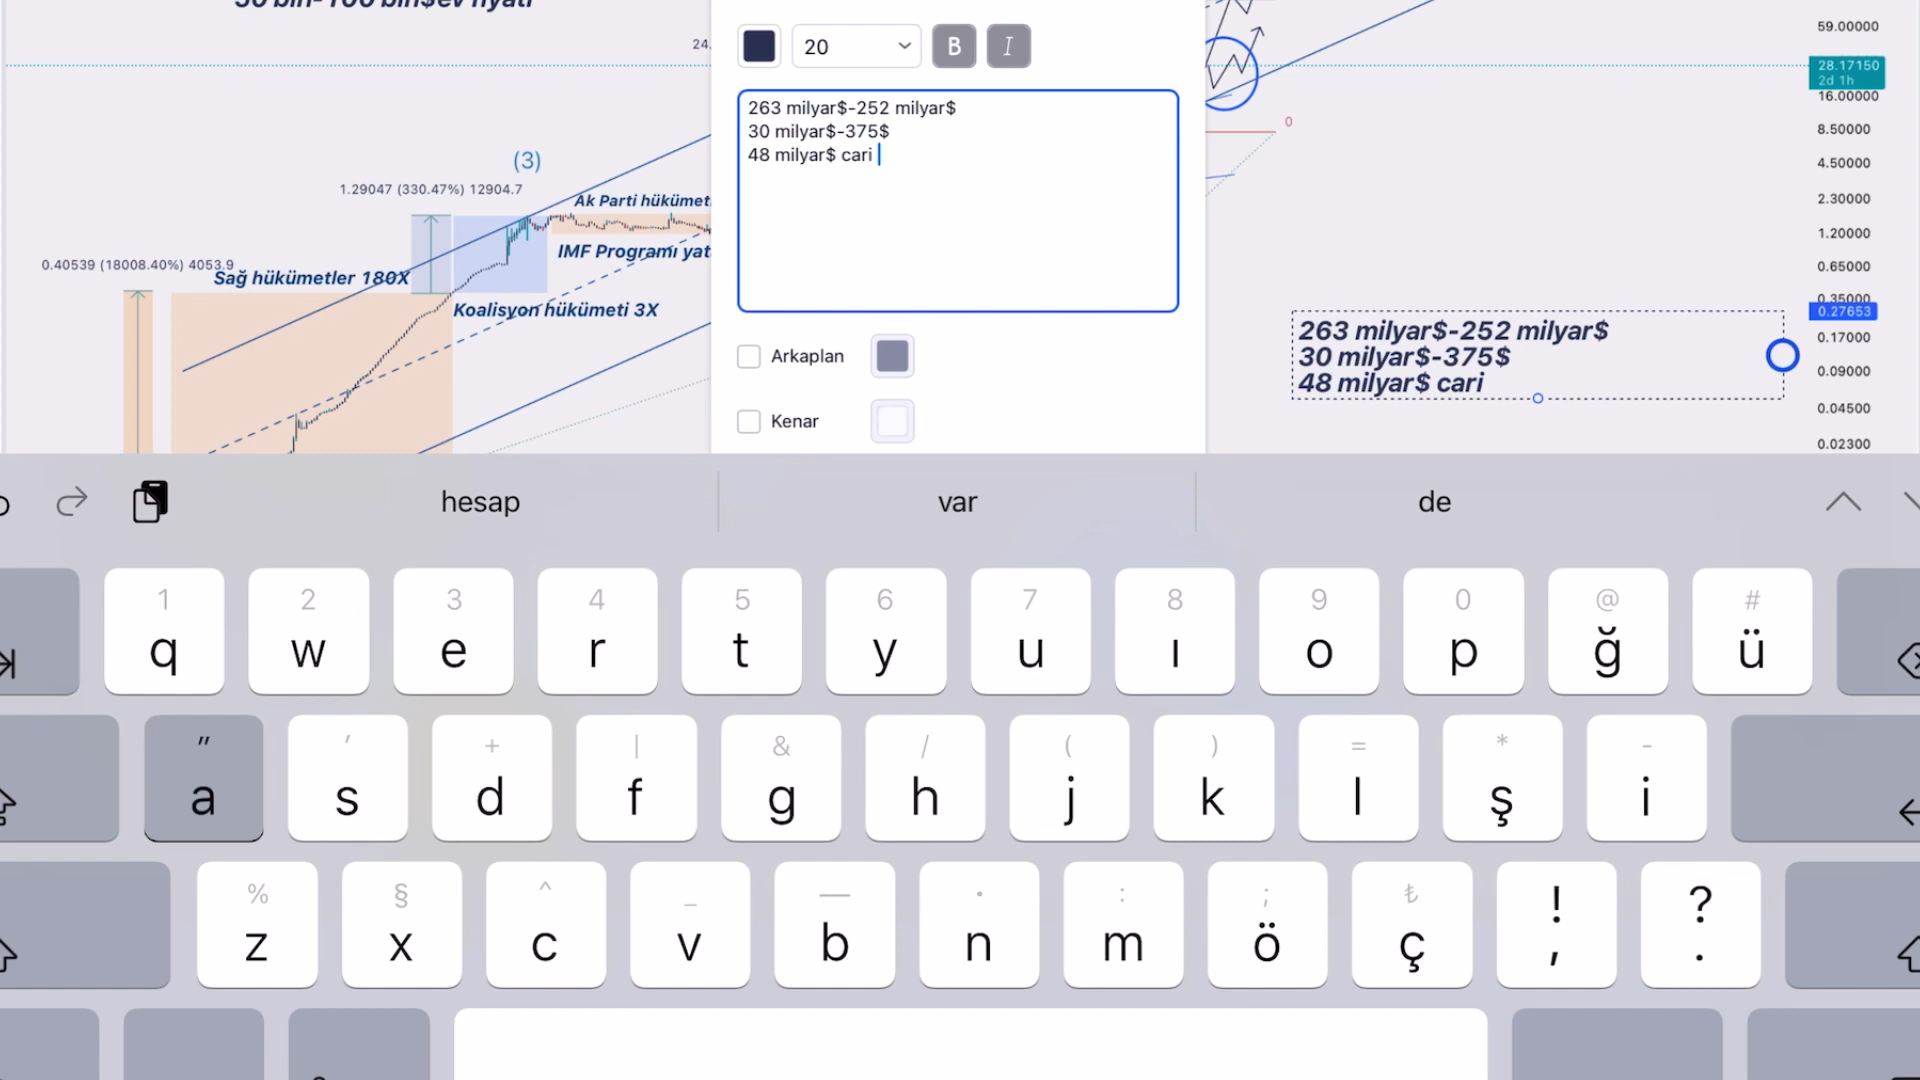 50 bin-100 bin$ev fiyatı
24.
(3)
1.29047 (330.47%) 12904.7
Ak Parti hükümet
IMF Programı yat
0.40539 (18008.40%) 4053.9
Sağ hükümetler 180X
Koalisyon hükümeti 3X
20
B
I
263 milyar$-252 milyar$
30 milyar$-375$
48 milyar$ cari
Arkaplan
Kenar
0
263 milyar$-252 milyar$
30 milyar$-375$
48 milyar$ cari
59.00000
28.17150
2d 1h
16.00000
8.50000
4.50000
2.30000
1.20000
0.65000
0.35000
0.27653
0.17000
0.09000
0.04500
0.02300
hesap
var
de
1 2 3 4 5 6 7 8 9 0 @ #
q w e r t y u ı o p ğ ü
" ' + | & / ( ) = * -
a s d f g h j k l ş i
% § ^ _ — · : ; ₺ ! ?
z x c v b n m ö ç , .